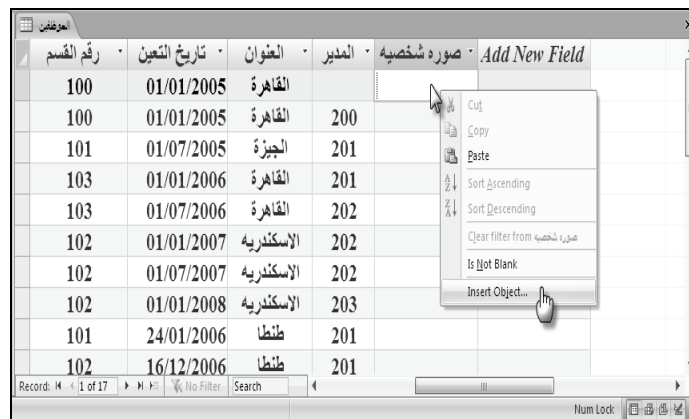 الموظفين
رقم القسم تاريخ التعين العنوان المدير صوره شخصيه Add New Field
100 01/01/2005 القاهرة
100 01/01/2005 القاهرة 200
101 01/07/2005 الجيزة 201
103 01/01/2006 القاهرة 201
103 01/07/2006 القاهرة 202
102 01/01/2007 الاسكندريه 202
102 01/07/2007 الاسكندريه 202
102 01/01/2008 الاسكندريه 203
101 24/01/2006 طنطا 201
102 16/12/2006 طنطا 201
Cut
Copy
Paste
Sort Ascending
Sort Descending
Clear filter from صوره شخصيه
Is Not Blank
Insert Object...
Record: 1 of 17 No Filter Search
Num Lock